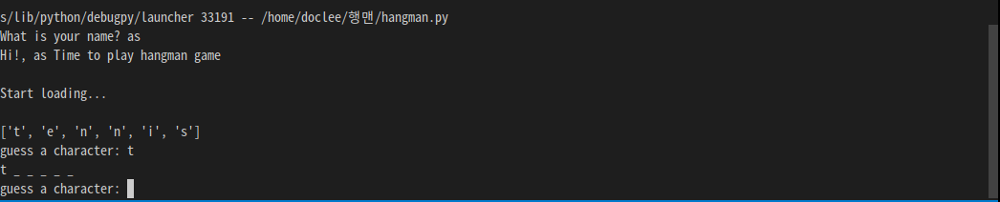 s/lib/python/debugpy/launcher 33191 -- /home/doclee/행맨/hangman.py
What is your name? as
Hi!, as Time to play hangman game
Start loading...
['t', 'e', 'n', 'n', 'i', 's']
guess a character: t
t _ _ _ _ _
guess a character: